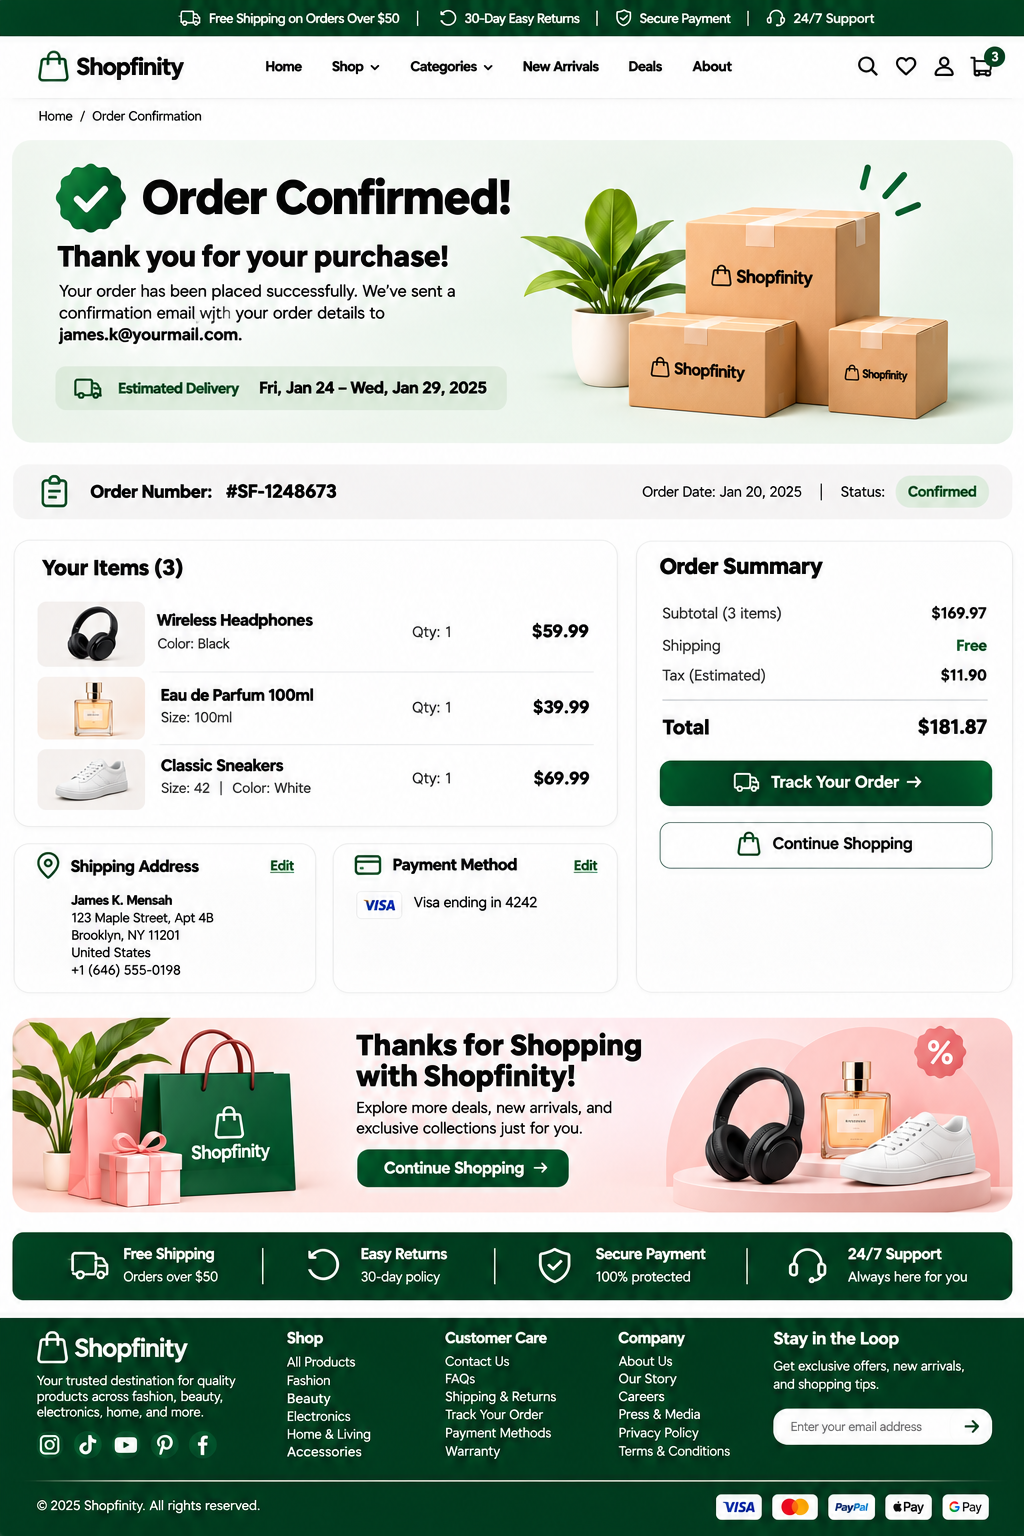 Free Shipping on Orders Over $50 | 30-Day Easy Returns | Secure Payment | 24/7 Support
Shopfinity
Home Shop Categories New Arrivals Deals About
3
Home / Order Confirmation
Order Confirmed!
Thank you for your purchase!
Your order has been placed successfully. We've sent a
confirmation email with your order details to
james.k@yourmail.com.
Estimated Delivery Fri, Jan 24 – Wed, Jan 29, 2025
Shopfinity
Shopfinity
Shopfinity
Order Number: #SF-1248673
Order Date: Jan 20, 2025 | Status: Confirmed
Your Items (3)
Wireless Headphones
Color: Black
Qty: 1
$59.99
Eau de Parfum 100ml
Size: 100ml
Qty: 1
$39.99
Classic Sneakers
Size: 42 | Color: White
Qty: 1
$69.99
Order Summary
Subtotal (3 items) $169.97
Shipping Free
Tax (Estimated) $11.90
Total $181.87
Track Your Order →
Continue Shopping
Shipping Address Edit
James K. Mensah
123 Maple Street, Apt 4B
Brooklyn, NY 11201
United States
+1 (646) 555-0198
Payment Method Edit
VISA Visa ending in 4242
Shopfinity
Thanks for Shopping
with Shopfinity!
Explore more deals, new arrivals, and
exclusive collections just for you.
Continue Shopping →
%
Free Shipping
Orders over $50
Easy Returns
30-day policy
Secure Payment
100% protected
24/7 Support
Always here for you
Shopfinity
Your trusted destination for quality
products across fashion, beauty,
electronics, home, and more.
Shop
All Products
Fashion
Beauty
Electronics
Home & Living
Accessories
Customer Care
Contact Us
FAQs
Shipping & Returns
Track Your Order
Payment Methods
Warranty
Company
About Us
Our Story
Careers
Press & Media
Privacy Policy
Terms & Conditions
Stay in the Loop
Get exclusive offers, new arrivals,
and shopping tips.
Enter your email address →
© 2025 Shopfinity. All rights reserved.
VISA PayPal Pay G Pay